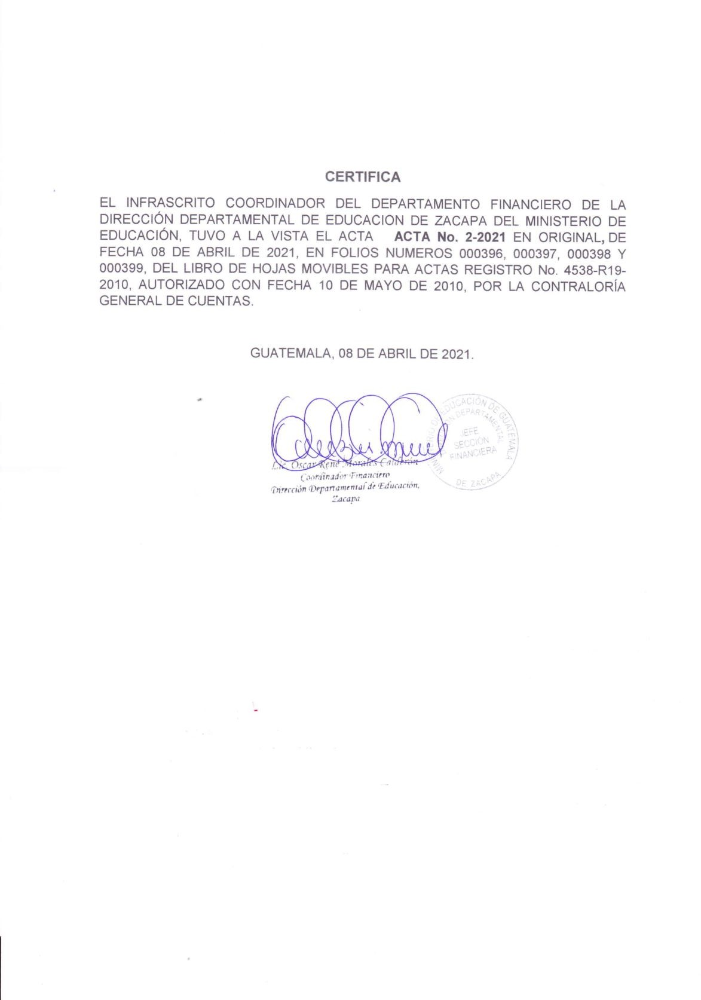 CERTIFICA
EL INFRASCRITO COORDINADOR DEL DEPARTAMENTO FINANCIERO DE LA
DIRECCIÓN DEPARTAMENTAL DE EDUCACION DE ZACAPA DEL MINISTERIO DE
EDUCACIÓN, TUVO A LA VISTA EL ACTA ACTA No. 2-2021 EN ORIGINAL, DE
FECHA 08 DE ABRIL DE 2021, EN FOLIOS NUMEROS 000396, 000397, 000398 Y
000399, DEL LIBRO DE HOJAS MOVIBLES PARA ACTAS REGISTRO No. 4538-R19-
2010, AUTORIZADO CON FECHA 10 DE MAYO DE 2010, POR LA CONTRALORÍA
GENERAL DE CUENTAS.
GUATEMALA, 08 DE ABRIL DE 2021.
Lic. Oscar René Morales Calderón
Coordinador Financiero
Dirección Departamental de Educación,
Zacapa
EDUCACIÓN DE GUATEMALA
DEPARTAMENTAL
JEFE
SECCIÓN
FINANCIERA
DE ZACAPA